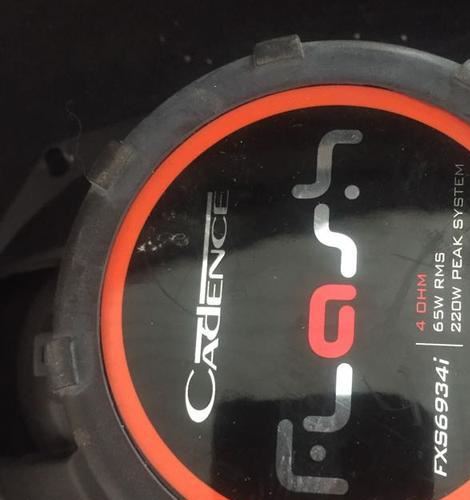 CADENCE
FLASH
FXS6934i
4 OHM
65W RMS
220W PEAK SYSTEM